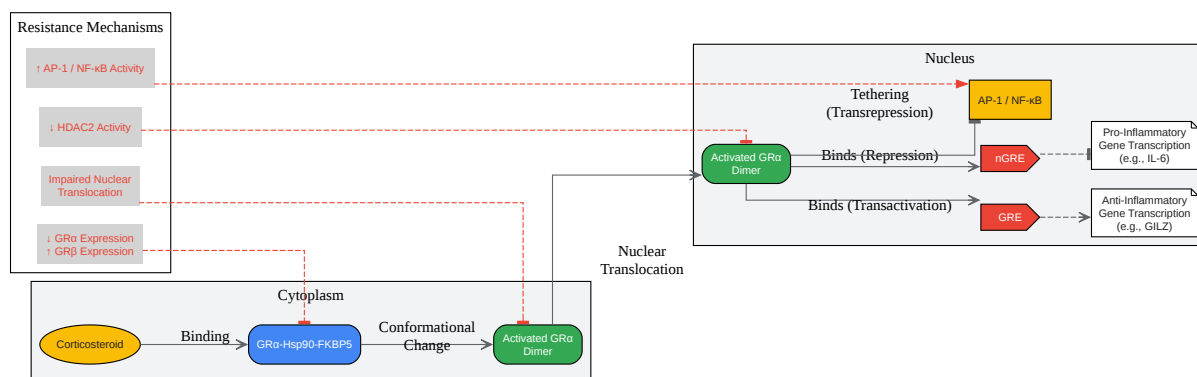 Resistance Mechanisms
↑ AP-1 / NF-κB Activity
↓ HDAC2 Activity
Impaired Nuclear
Translocation
↓ GRα Expression
↑ GRβ Expression
Cytoplasm
Corticosteroid
Binding
GRα-Hsp90-FKBP5
Conformational
Change
Activated GRα
Dimer
Nuclear
Translocation
Nucleus
Activated GRα
Dimer
Tethering
(Transrepression)
AP-1 / NF-κB
Binds (Repression)
nGRE
Pro-Inflammatory
Gene Transcription
(e.g., IL-6)
Binds (Transactivation)
GRE
Anti-Inflammatory
Gene Transcription
(e.g., GILZ)